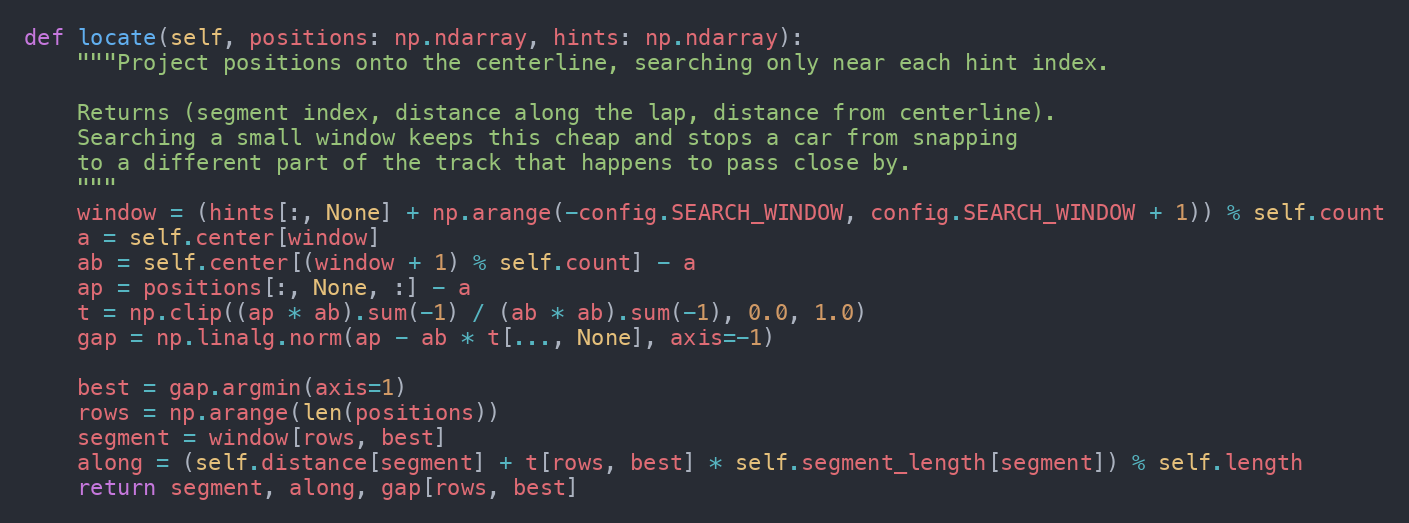 def locate(self, positions: np.ndarray, hints: np.ndarray):
    """Project positions onto the centerline, searching only near each hint index.

    Returns (segment index, distance along the lap, distance from centerline).
    Searching a small window keeps this cheap and stops a car from snapping
    to a different part of the track that happens to pass close by.
    """
    window = (hints[:, None] + np.arange(-config.SEARCH_WINDOW, config.SEARCH_WINDOW + 1)) % self.count
    a = self.center[window]
    ab = self.center[(window + 1) % self.count] - a
    ap = positions[:, None, :] - a
    t = np.clip((ap * ab).sum(-1) / (ab * ab).sum(-1), 0.0, 1.0)
    gap = np.linalg.norm(ap - ab * t[..., None], axis=-1)

    best = gap.argmin(axis=1)
    rows = np.arange(len(positions))
    segment = window[rows, best]
    along = (self.distance[segment] + t[rows, best] * self.segment_length[segment]) % self.length
    return segment, along, gap[rows, best]